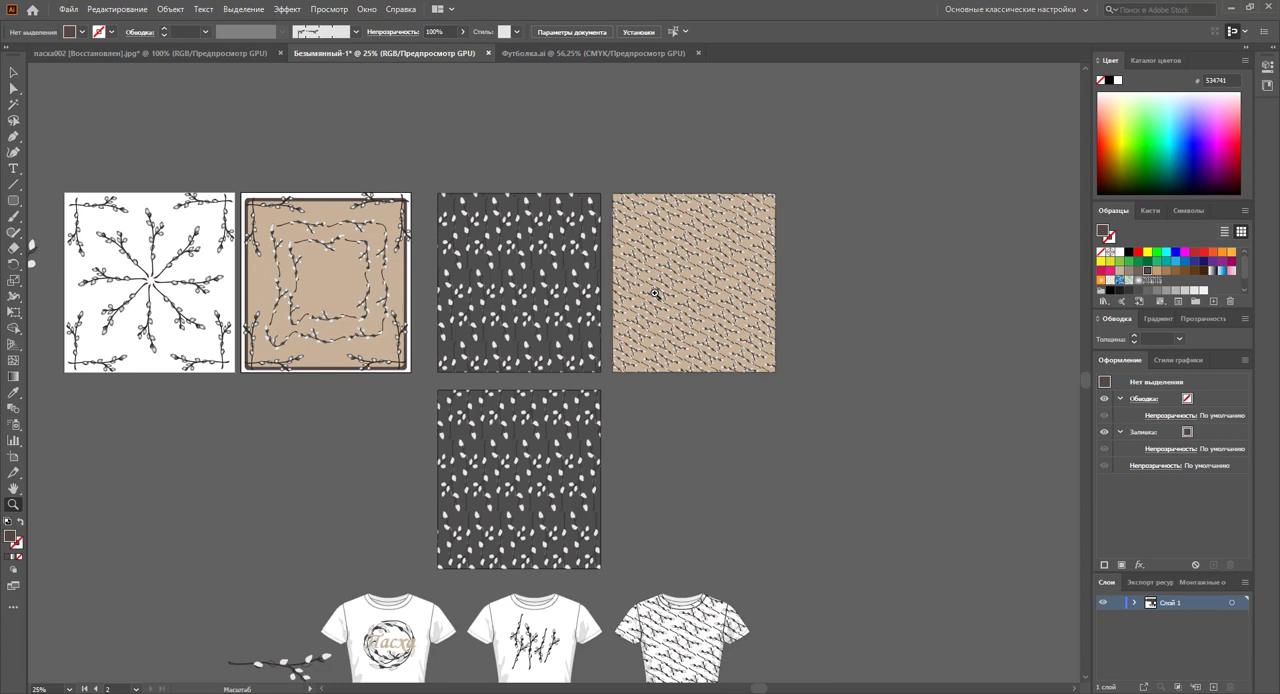 Ai Файл Редактирование Объект Текст Выделение Эффект Просмотр Окно Справка Основные классические настройки Поиск в Adobe Stock
Нет выделения Обводка: Непрозрачность: 100% Стиль: Параметры документа Установки
пасха002 [Восстановлен].jpg* @ 100% (RGB/Предпросмотр GPU) × Безымянный-1* @ 25% (RGB/Предпросмотр GPU) × Футболка.ai @ 56,25% (CMYK/Предпросмотр GPU) ×
Цвет Каталог цветов
# 534741
Образцы Кисти Символы
Обводка Градиент Прозрачность
Толщина:
Оформление Стили графики
Нет выделения
Обводка:
Непрозрачность: По умолчанию
Заливка:
Непрозрачность: По умолчанию
Непрозрачность: По умолчанию
fx
Слои Экспорт ресур Монтажные о
Слой 1
Пасха
25% 2 Масштаб 1 слой